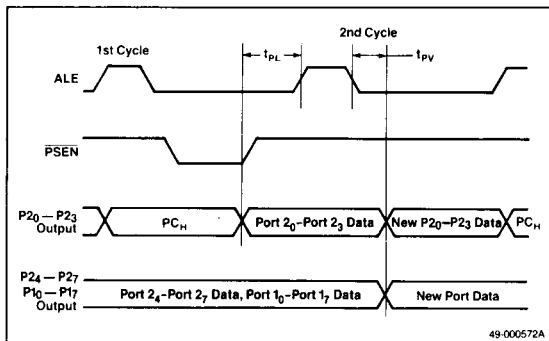 2nd Cycle
1st Cycle
tPL
tPV
ALE
PSEN
P20—P23
Output
PCH
Port 20-Port 23 Data
New P20-P23 Data
PCH
P24—P27
P10—P17
Output
Port 24-Port 27 Data, Port 10-Port 17 Data
New Port Data
49-000572A